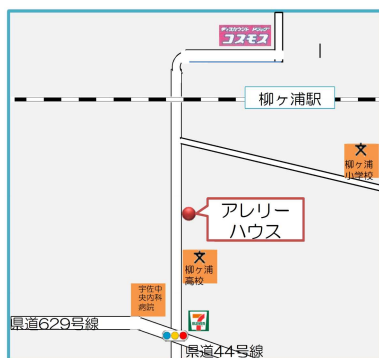 ディスカウント ドラッグ
コスモス
柳ヶ浦駅
柳ヶ浦
小学校
アレリー
ハウス
柳ヶ浦
高校
宇佐中
央内科
病院
7
県道629号線
県道44号線